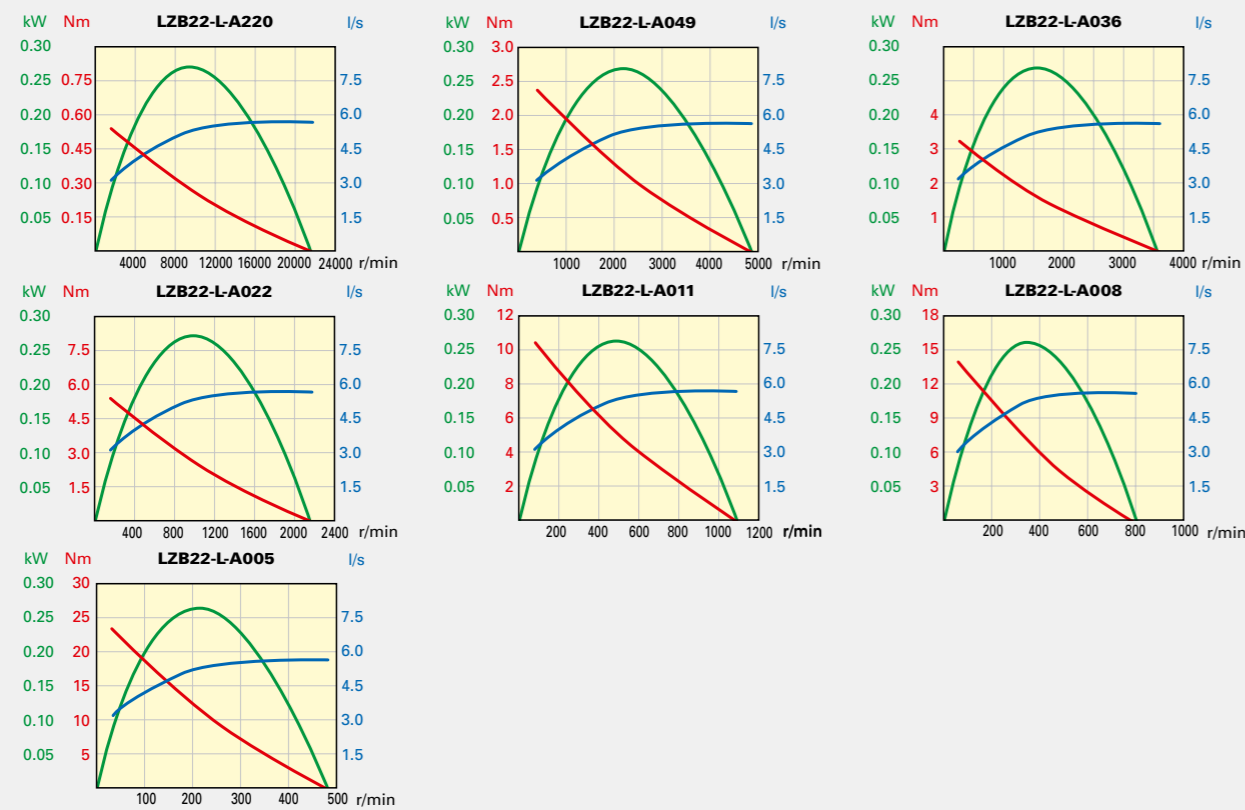 kW Nm LZB22-L-A220 l/s
0.30
0.25 0.75 7.5
0.20 0.60 6.0
0.15 0.45 4.5
0.10 0.30 3.0
0.05 0.15 1.5
4000 8000 12000 16000 20000 24000 r/min
kW Nm LZB22-L-A049 l/s
0.30 3.0
0.25 2.5 7.5
0.20 2.0 6.0
0.15 1.5 4.5
0.10 1.0 3.0
0.05 0.5 1.5
1000 2000 3000 4000 5000 r/min
kW Nm LZB22-L-A036 l/s
0.30
0.25 7.5
0.20 4 6.0
0.15 3 4.5
0.10 2 3.0
0.05 1 1.5
1000 2000 3000 4000 r/min
kW Nm LZB22-L-A022 l/s
0.30
0.25 7.5 7.5
0.20 6.0 6.0
0.15 4.5 4.5
0.10 3.0 3.0
0.05 1.5 1.5
400 800 1200 1600 2000 2400 r/min
kW Nm LZB22-L-A011 l/s
0.30 12
0.25 10 7.5
0.20 8 6.0
0.15 6 4.5
0.10 4 3.0
0.05 2 1.5
200 400 600 800 1000 1200 r/min
kW Nm LZB22-L-A008 l/s
0.30 18
0.25 15 7.5
0.20 12 6.0
0.15 9 4.5
0.10 6 3.0
0.05 3 1.5
200 400 600 800 1000 r/min
kW Nm LZB22-L-A005 l/s
0.30 30
0.25 25 7.5
0.20 20 6.0
0.15 15 4.5
0.10 10 3.0
0.05 5 1.5
100 200 300 400 500 r/min